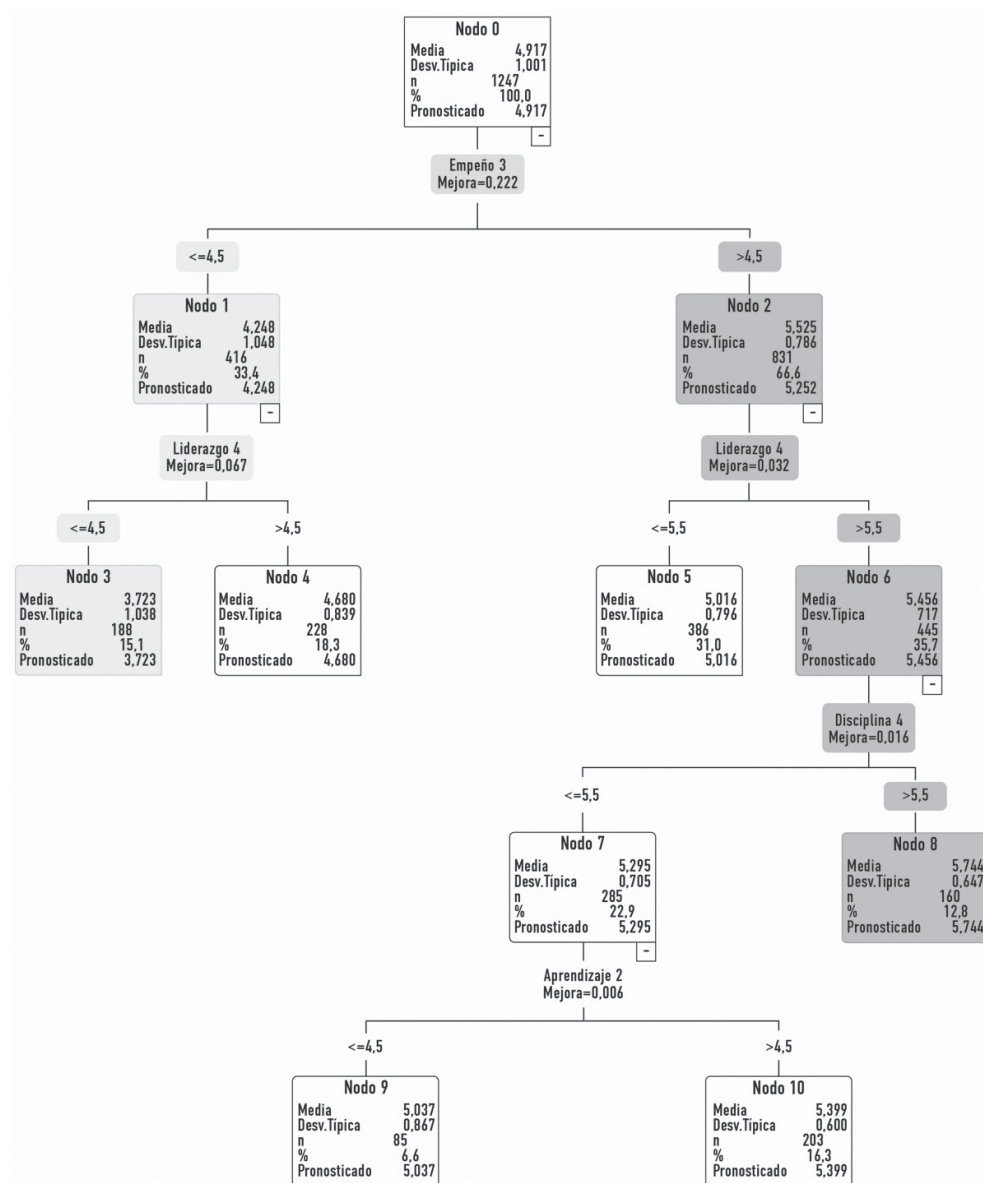 Nodo 0
Media 4,917
Desv.Típica 1,001
n 1247
% 100,0
Pronosticado 4,917
-
Empeño 3
Mejora=0,222
<=4,5
>4,5
Nodo 1
Media 4,248
Desv.Típica 1,048
n 416
% 33,4
Pronosticado 4,248
-
Nodo 2
Media 5,525
Desv.Típica 0,786
n 831
% 66,6
Pronosticado 5,252
-
Liderazgo 4
Mejora=0,067
Liderazgo 4
Mejora=0,032
<=4,5
>4,5
<=5,5
>5,5
Nodo 3
Media 3,723
Desv.Típica 1,038
n 188
% 15,1
Pronosticado 3,723
Nodo 4
Media 4,680
Desv.Típica 0,839
n 228
% 18,3
Pronosticado 4,680
Nodo 5
Media 5,016
Desv.Típica 0,796
n 386
% 31,0
Pronosticado 5,016
Nodo 6
Media 5,456
Desv.Típica 717
n 445
% 35,7
Pronosticado 5,456
-
Disciplina 4
Mejora=0,016
<=5,5
>5,5
Nodo 7
Media 5,295
Desv.Típica 0,705
n 285
% 22,9
Pronosticado 5,295
-
Nodo 8
Media 5,744
Desv.Típica 0,647
n 160
% 12,8
Pronosticado 5,744
Aprendizaje 2
Mejora=0,006
<=4,5
>4,5
Nodo 9
Media 5,037
Desv.Típica 0,867
n 85
% 6,6
Pronosticado 5,037
Nodo 10
Media 5,399
Desv.Típica 0,600
n 203
% 16,3
Pronosticado 5,399